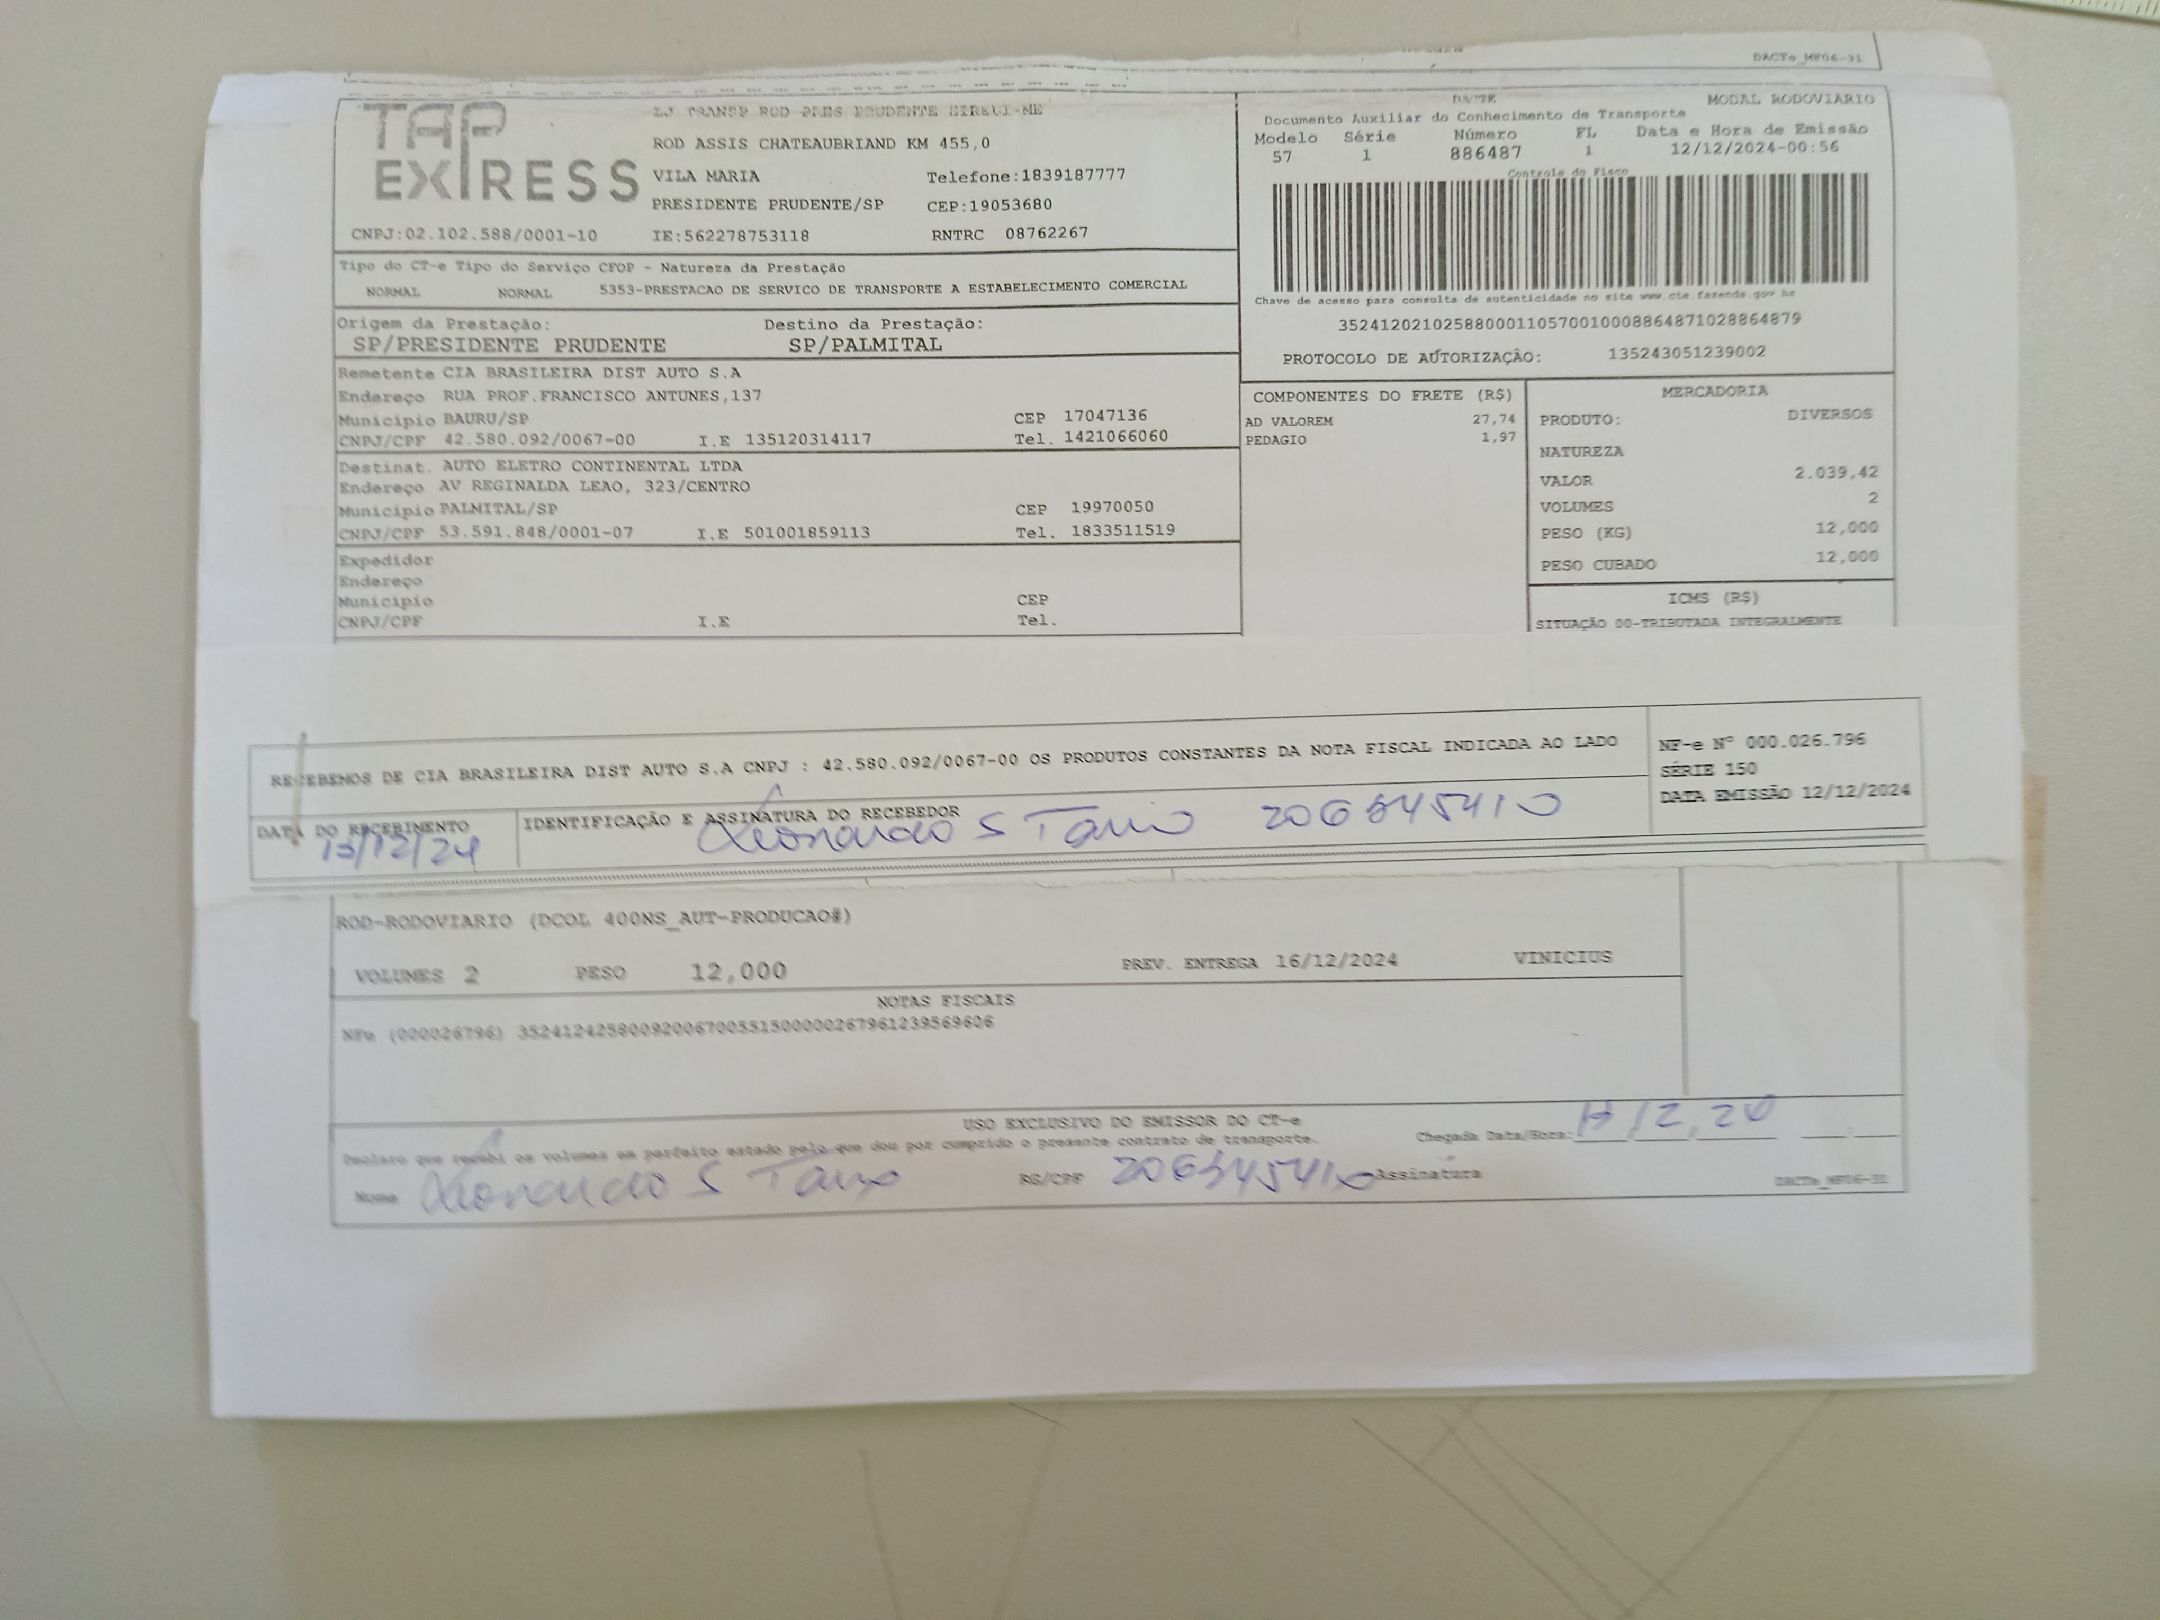 DACTe_MF06-31
TAP EXPRESS
LJ TRANSP ROD PRES PRUDENTE EIRELI-ME
ROD ASSIS CHATEAUBRIAND KM 455,0
VILA MARIA Telefone:1839187777
PRESIDENTE PRUDENTE/SP CEP:19053680
CNPJ:02.102.588/0001-10 IE:562278753118 RNTRC 08762267
DACTE MODAL RODOVIÁRIO
Documento Auxiliar do Conhecimento de Transporte
Modelo Série Número FL Data e Hora de Emissão
57 1 886487 1 12/12/2024-00:56
Controle do Fisco
Chave de acesso para consulta de autenticidade no site www.cte.fazenda.gov.br
35241202102588000110570010008864871028864879
PROTOCOLO DE AUTORIZAÇÃO: 135243051239002
Tipo do CT-e Tipo do Serviço CFOP - Natureza da Prestação
NORMAL NORMAL 5353-PRESTACAO DE SERVICO DE TRANSPORTE A ESTABELECIMENTO COMERCIAL
Origem da Prestação: Destino da Prestação:
SP/PRESIDENTE PRUDENTE SP/PALMITAL
Remetente CIA BRASILEIRA DIST AUTO S.A
Endereço RUA PROF.FRANCISCO ANTUNES,137
Município BAURU/SP CEP 17047136
CNPJ/CPF 42.580.092/0067-00 I.E 135120314117 Tel. 1421066060
Destinat. AUTO ELETRO CONTINENTAL LTDA
Endereço AV REGINALDA LEAO, 323/CENTRO
Município PALMITAL/SP CEP 19970050
CNPJ/CPF 53.591.848/0001-07 I.E 501001859113 Tel. 1833511519
Expedidor
Endereço
Município CEP
CNPJ/CPF I.E Tel.
COMPONENTES DO FRETE (R$)
AD VALOREM 27,74
PEDAGIO 1,97
MERCADORIA
PRODUTO: DIVERSOS
NATUREZA
VALOR 2.039,42
VOLUMES 2
PESO (KG) 12,000
PESO CUBADO 12,000
ICMS (R$)
SITUAÇÃO 00-TRIBUTADA INTEGRALMENTE
RECEBEMOS DE CIA BRASILEIRA DIST AUTO S.A CNPJ : 42.580.092/0067-00 OS PRODUTOS CONSTANTES DA NOTA FISCAL INDICADA AO LADO
NF-e Nº 000.026.796
SÉRIE 150
DATA EMISSÃO 12/12/2024
DATA DO RECEBIMENTO IDENTIFICAÇÃO E ASSINATURA DO RECEBEDOR
13/12/24 Leonardo S 206345410
ROD-RODOVIARIO (DCOL 400NS_AUT-PRODUCAO#)
VOLUMES 2 PESO 12,000 PREV. ENTREGA 16/12/2024 VINICIUS
NOTAS FISCAIS
NFe (000026796) 35241242580092006700551500000267961239569606
USO EXCLUSIVO DO EMISSOR DO CT-e
Declaro que recebi os volumes em perfeito estado pelo que dou por cumprido o presente contrato de transporte. Chegada Data/Hora: 12, 24
Nome Leonardo S RG/CPF 206345410 Assinatura DACTe_MF06-31